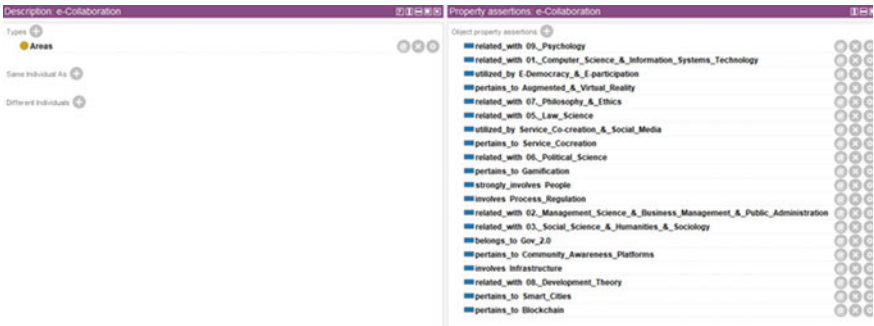 Description: e-Collaboration
Types
Areas
Same Individual As
Different Individuals
Property assertions: e-Collaboration
Object property assertions
related_with 09._Psychology
related_with 01._Computer_Science_&_Information_Systems_Technology
utilized_by E-Democracy_&_E-participation
pertains_to Augmented_&_Virtual_Reality
related_with 07._Philosophy_&_Ethics
related_with 05._Law_Science
utilized_by Service_Co-creation_&_Social_Media
pertains_to Service_Cocreation
related_with 06._Political_Science
pertains_to Gamification
strongly_involves People
involves Process_Regulation
related_with 02._Management_Science_&_Business_Management_&_Public_Administration
related_with 03._Social_Science_&_Humanities_&_Sociology
belongs_to Gov_2.0
pertains_to Community_Awareness_Platforms
involves Infrastructure
related_with 08._Development_Theory
pertains_to Smart_Cities
pertains_to Blockchain